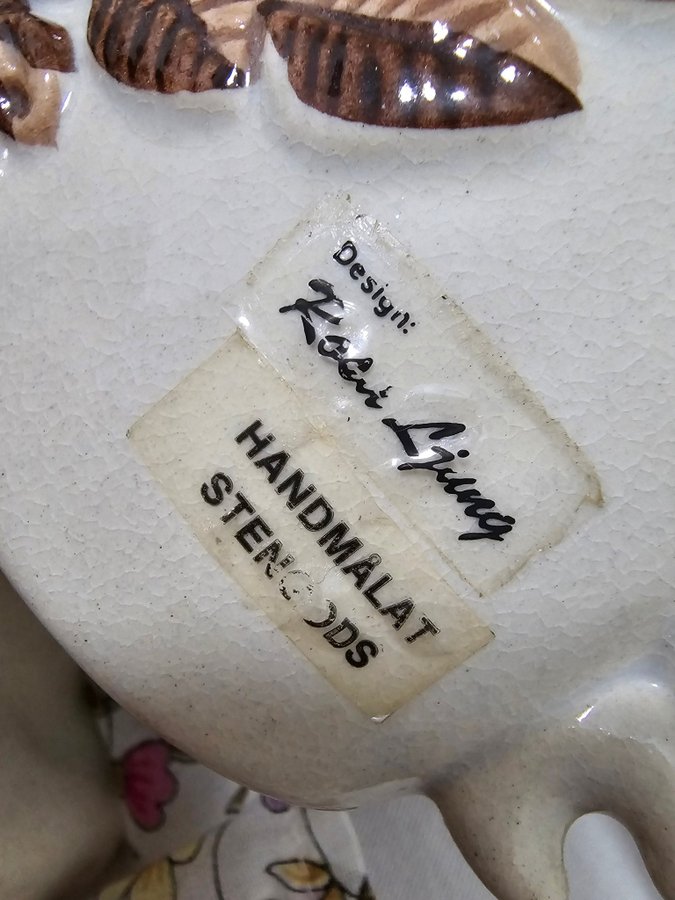 Design:
Ljung
HANDMÅLAT
STENGODS